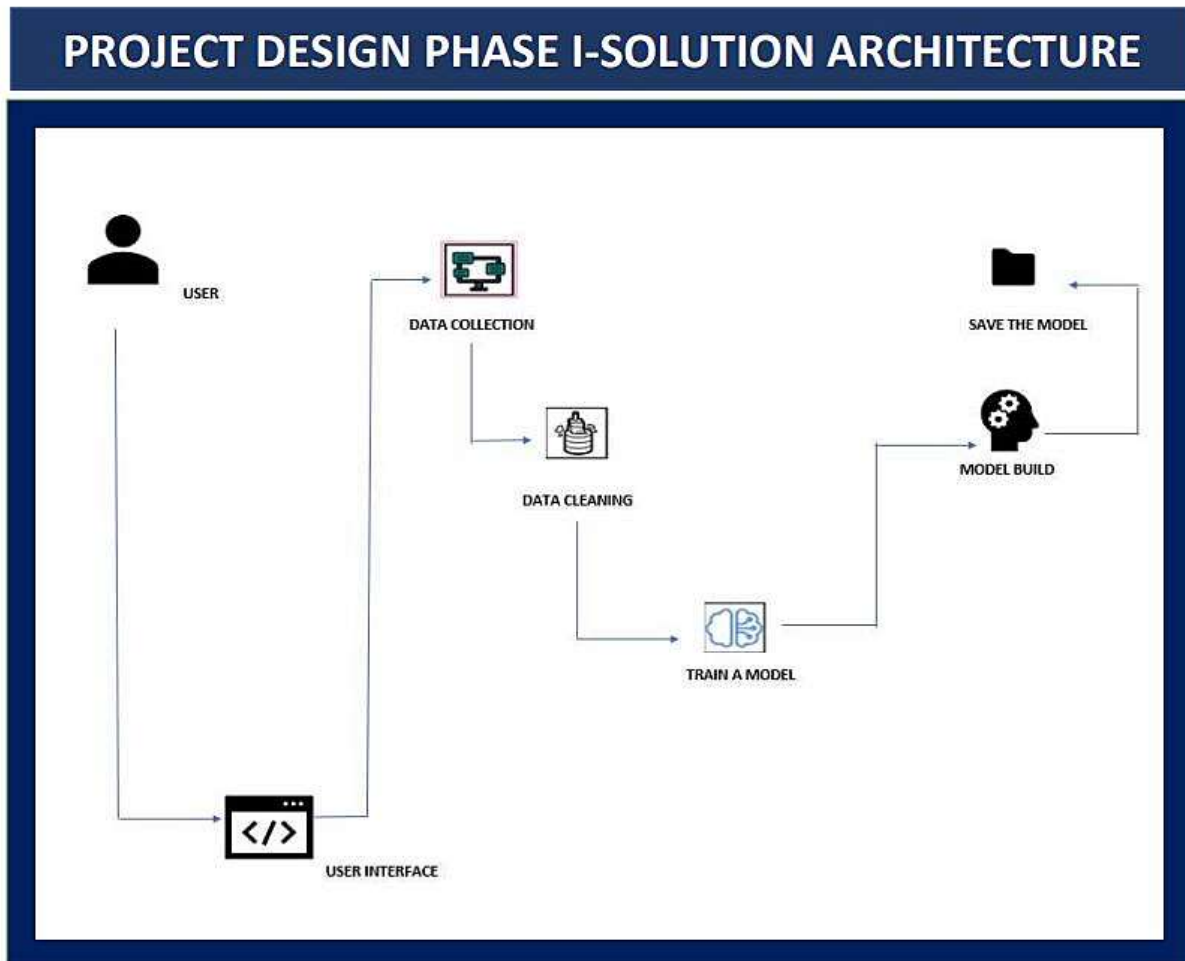 PROJECT DESIGN PHASE I-SOLUTION ARCHITECTURE
USER
DATA COLLECTION
SAVE THE MODEL
MODEL BUILD
DATA CLEANING
TRAIN A MODEL
</>
USER INTERFACE